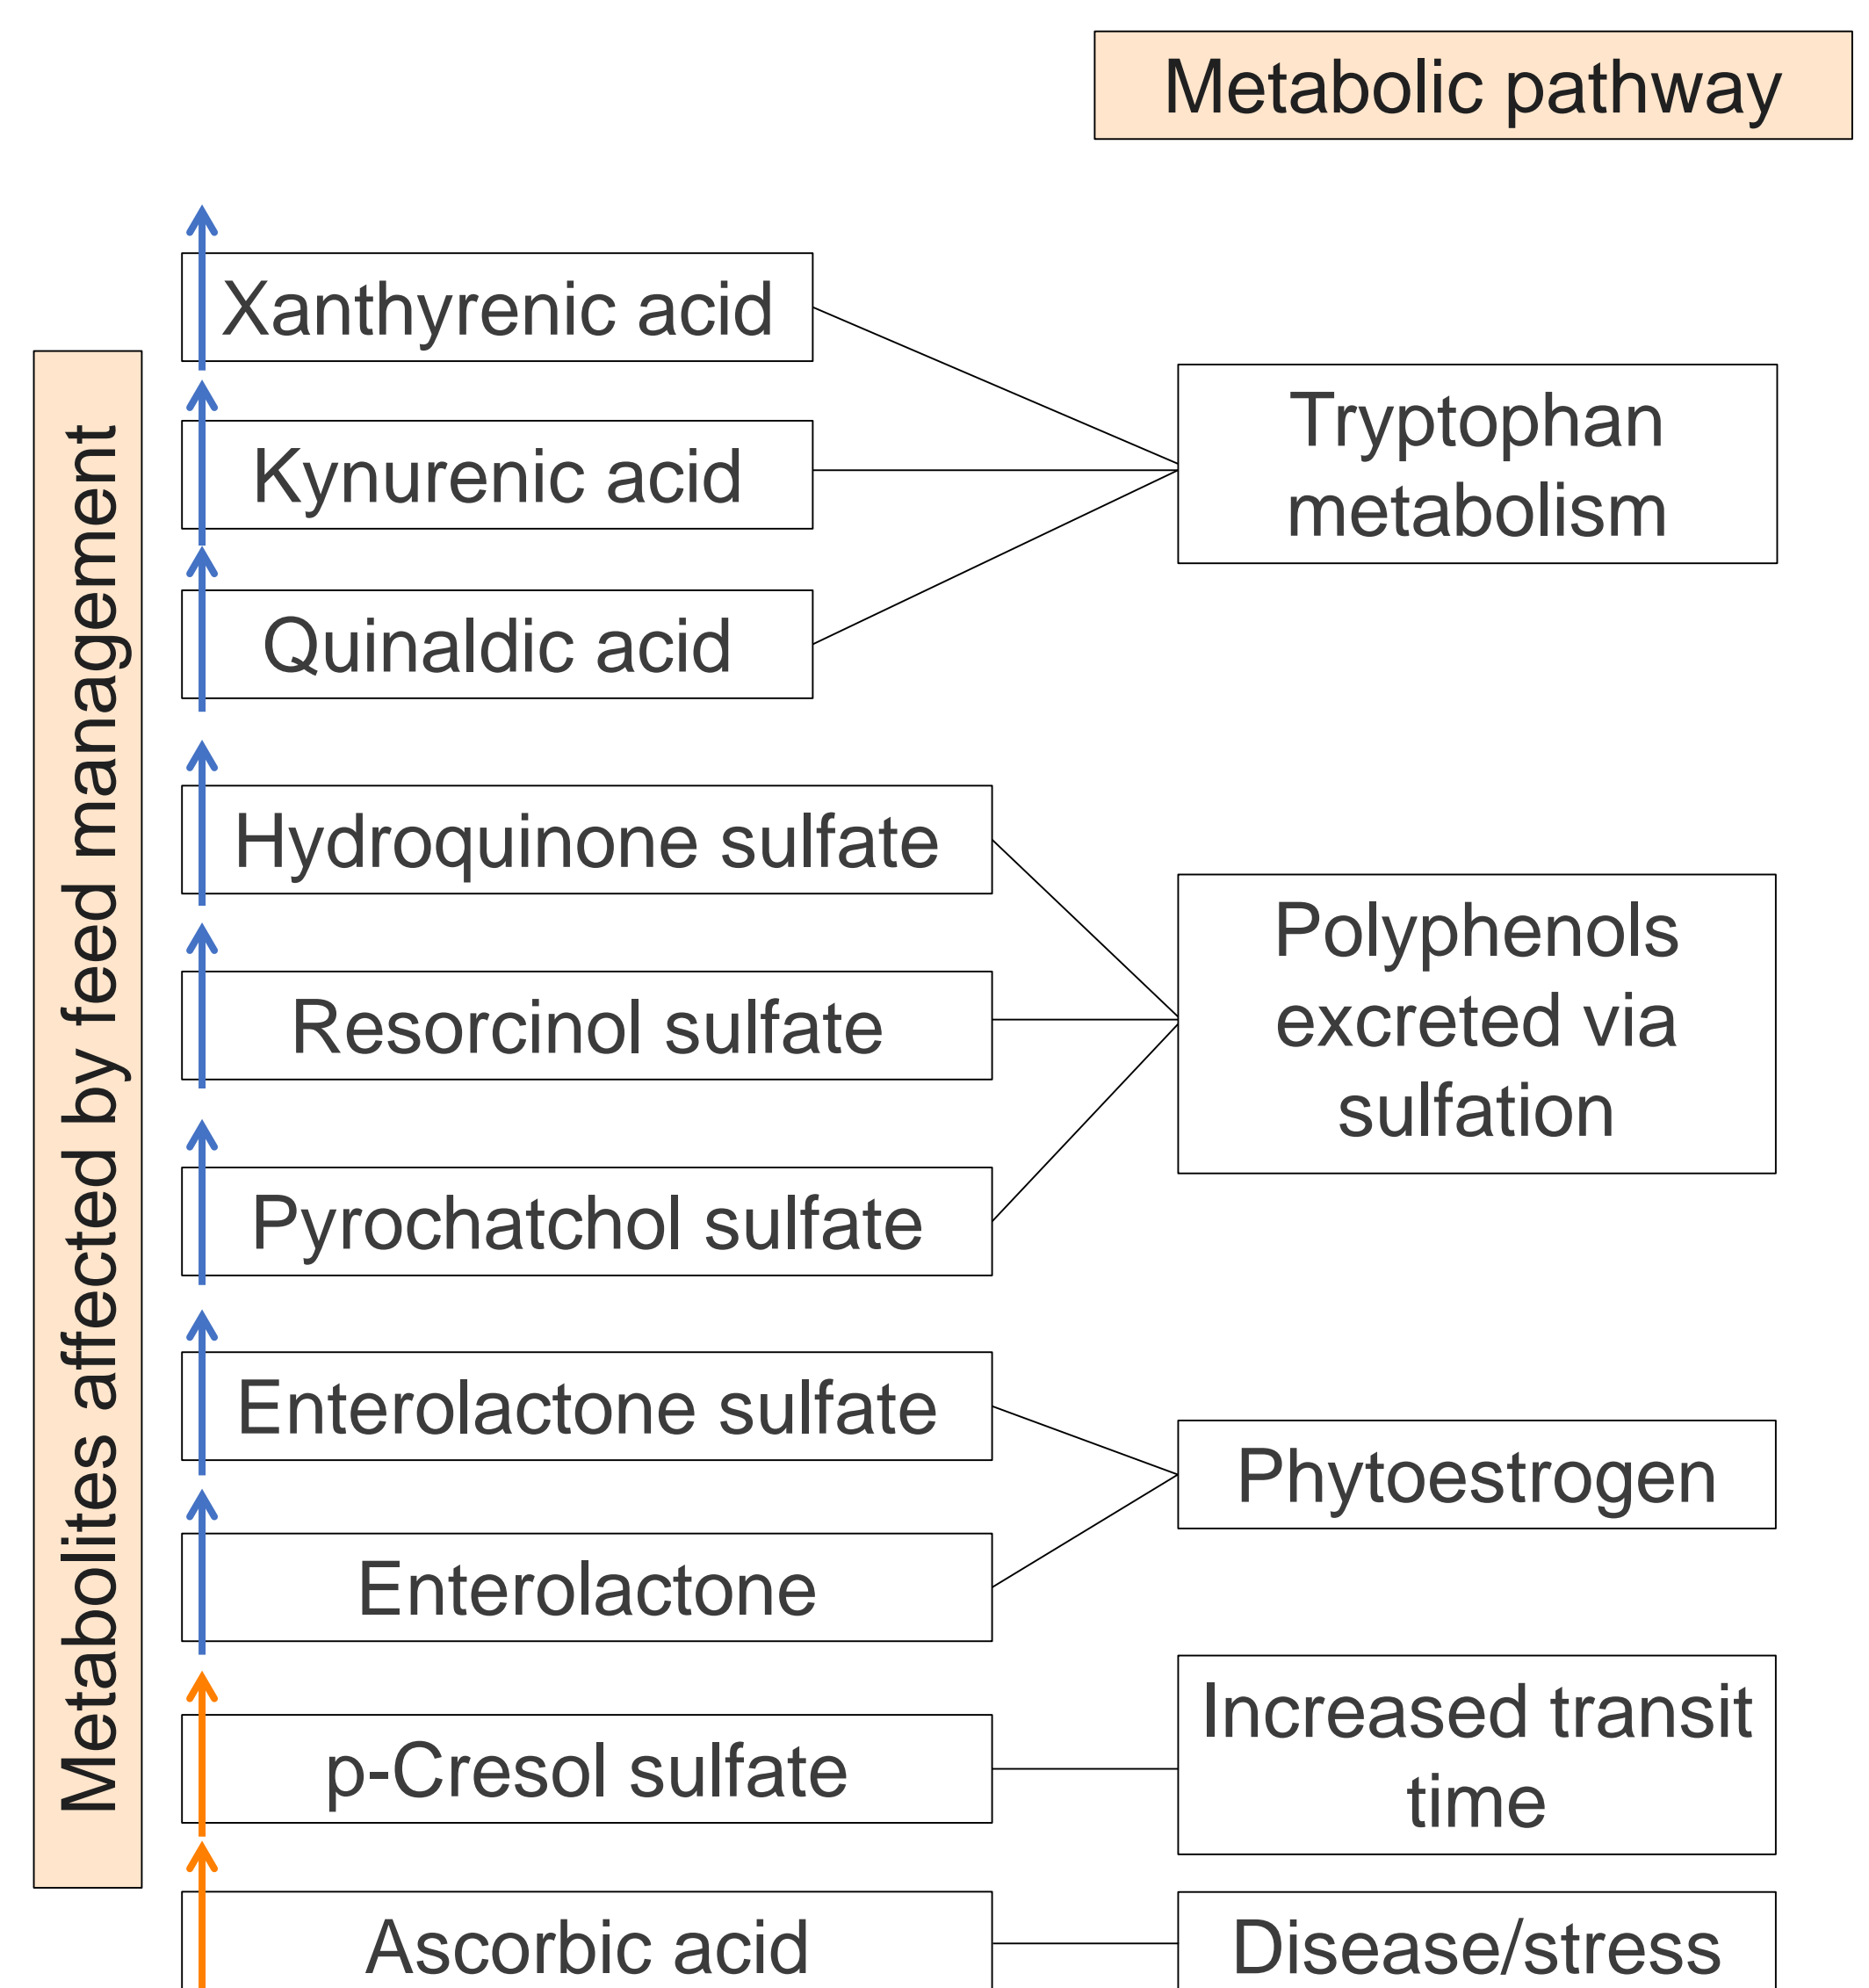 Metabolic pathway
Metabolites affected by feed management
Xanthyrenic acid
Kynurenic acid
Quinaldic acid
Tryptophan
metabolism
Hydroquinone sulfate
Resorcinol sulfate
Pyrochatchol sulfate
Polyphenols
excreted via
sulfation
Enterolactone sulfate
Enterolactone
Phytoestrogen
p-Cresol sulfate
Increased transit
time
Ascorbic acid
Disease/stress